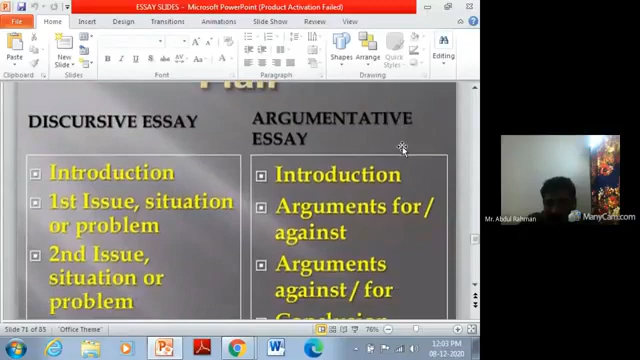 ESSAY SLIDES - Microsoft PowerPoint (Product Activation Failed)
File Home Insert Design Transitions Animations Slide Show Review View
Paste
New Slide
Shapes Arrange Quick Styles
Editing
Clipboard Slides Font Paragraph Drawing
Plan
DISCURSIVE ESSAY
Introduction
1st Issue, situation
or problem
2nd Issue,
situation or
problem
ARGUMENTATIVE
ESSAY
Introduction
Arguments for /
against
Arguments
against / for
Conclusion
Mr. Abdul Rahman
ManyCam.com
Slide 71 of 85 "Office Theme" 76%
12:03 PM
08-12-2020